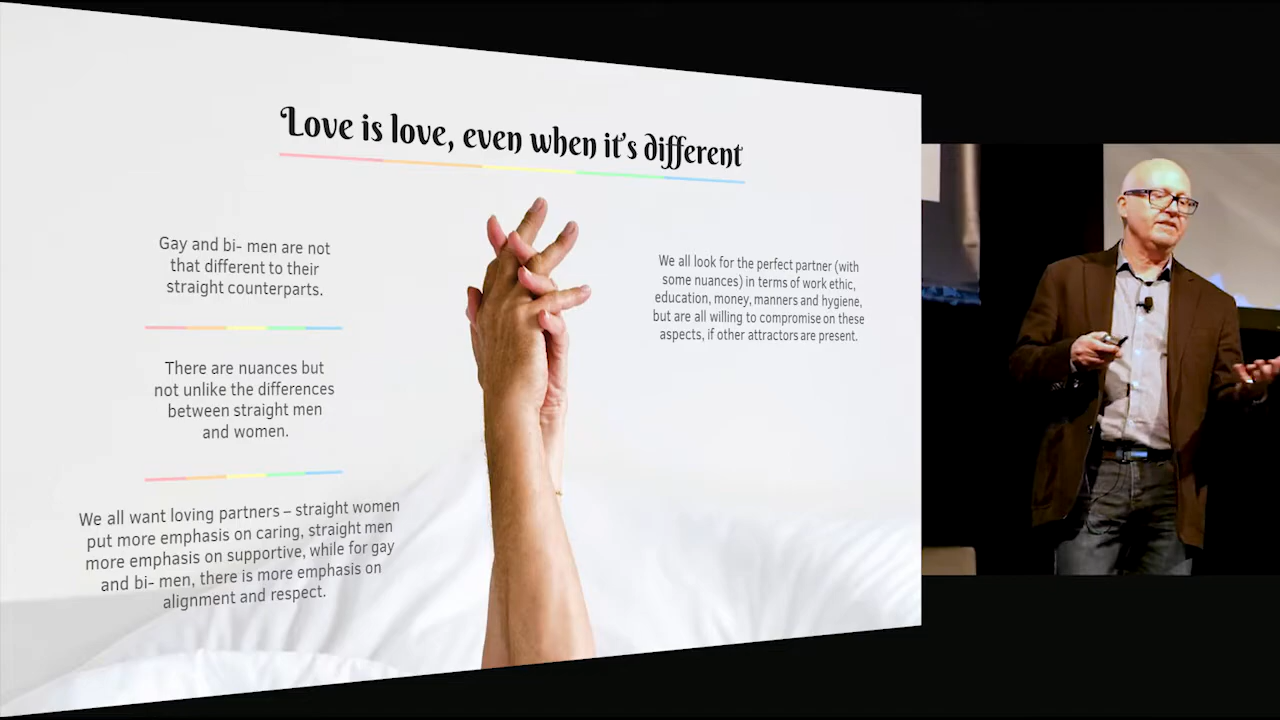 Love is love, even when it's different
Gay and bi- men are not
that different to their
straight counterparts.
There are nuances but
not unlike the differences
between straight men
and women.
We all want loving partners – straight women
put more emphasis on caring, straight men
more emphasis on supportive, while for gay
and bi- men, there is more emphasis on
alignment and respect.
We all look for the perfect partner (with
some nuances) in terms of work ethic,
education, money, manners and hygiene,
but are all willing to compromise on these
aspects, if other attractors are present.